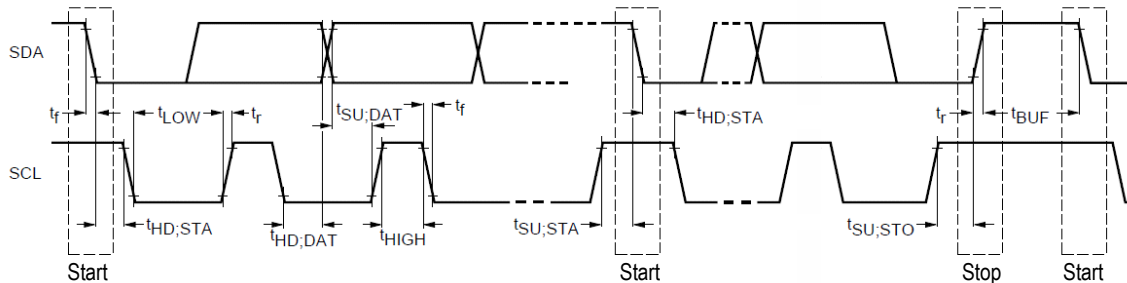 SDA
tf tLOW tr tSU;DAT tf tHD;STA tr tBUF
SCL
tHD;STA tHD;DAT tHIGH tSU;STA tSU;STO
Start Start Stop Start